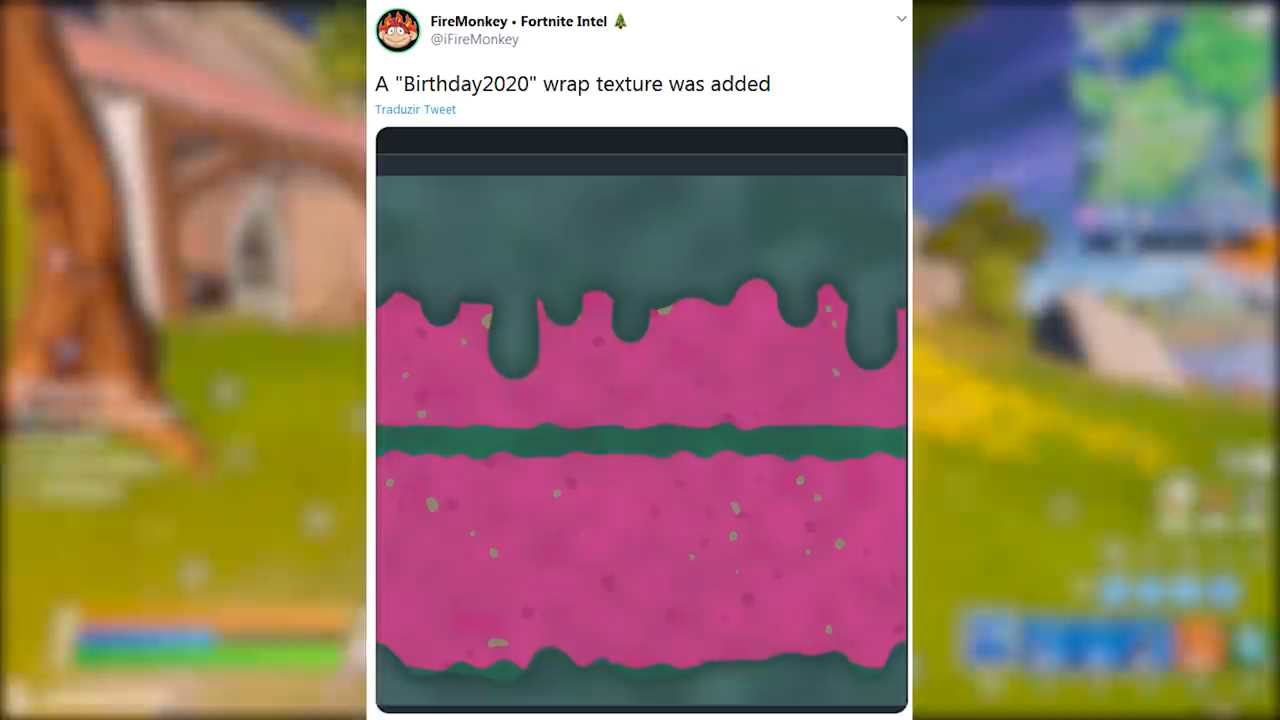 FireMonkey • Fortnite Intel 🎄
@iFireMonkey
A "Birthday2020" wrap texture was added
Traduzir Tweet